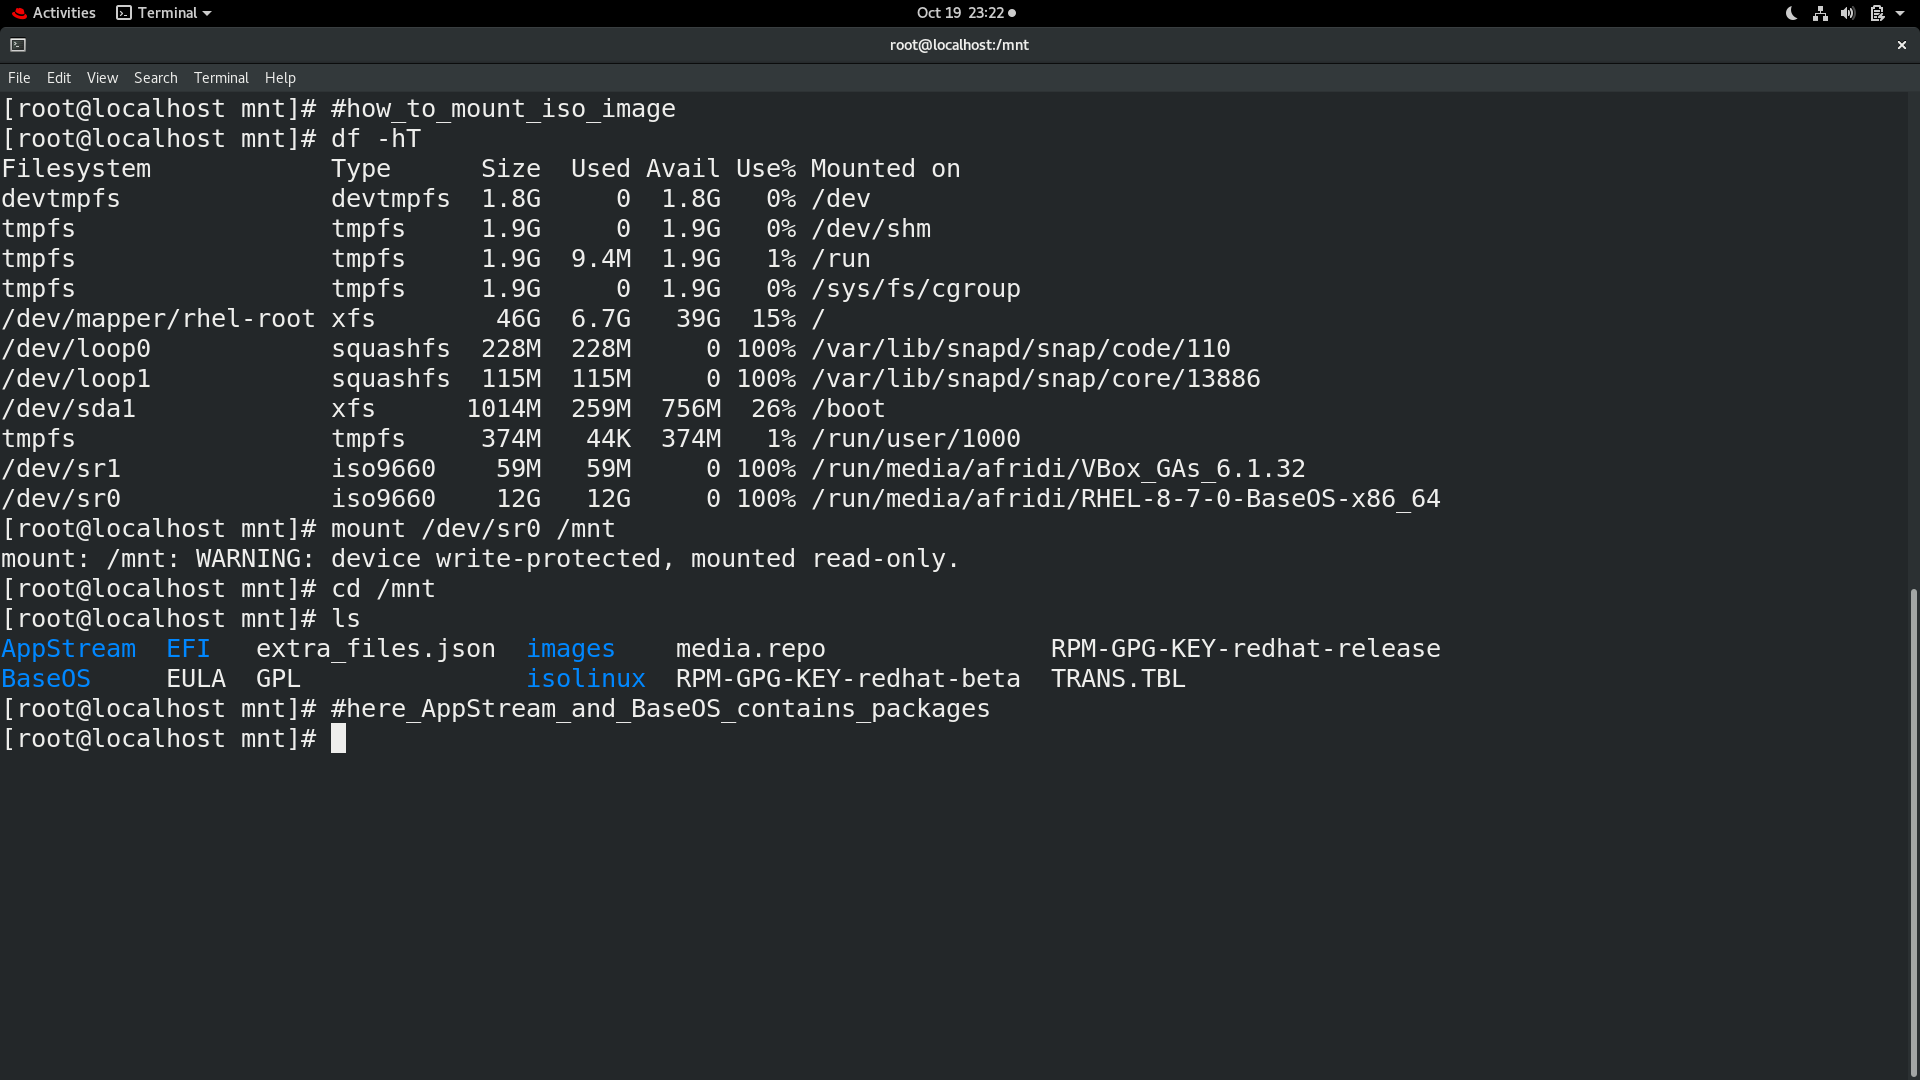 Activities Terminal Oct 19 23:22
root@localhost:/mnt
File Edit View Search Terminal Help
[root@localhost mnt]# #how_to_mount_iso_image
[root@localhost mnt]# df -hT
Filesystem            Type      Size  Used Avail Use% Mounted on
devtmpfs              devtmpfs  1.8G     0  1.8G   0% /dev
tmpfs                 tmpfs     1.9G     0  1.9G   0% /dev/shm
tmpfs                 tmpfs     1.9G  9.4M  1.9G   1% /run
tmpfs                 tmpfs     1.9G     0  1.9G   0% /sys/fs/cgroup
/dev/mapper/rhel-root xfs        46G  6.7G   39G  15% /
/dev/loop0            squashfs  228M  228M     0 100% /var/lib/snapd/snap/code/110
/dev/loop1            squashfs  115M  115M     0 100% /var/lib/snapd/snap/core/13886
/dev/sda1             xfs      1014M  259M  756M  26% /boot
tmpfs                 tmpfs     374M   44K  374M   1% /run/user/1000
/dev/sr1              iso9660    59M   59M     0 100% /run/media/afridi/VBox_GAs_6.1.32
/dev/sr0              iso9660    12G   12G     0 100% /run/media/afridi/RHEL-8-7-0-BaseOS-x86_64
[root@localhost mnt]# mount /dev/sr0 /mnt
mount: /mnt: WARNING: device write-protected, mounted read-only.
[root@localhost mnt]# cd /mnt
[root@localhost mnt]# ls
AppStream  EFI   extra_files.json  images    media.repo               RPM-GPG-KEY-redhat-release
BaseOS     EULA  GPL               isolinux  RPM-GPG-KEY-redhat-beta  TRANS.TBL
[root@localhost mnt]# #here_AppStream_and_BaseOS_contains_packages
[root@localhost mnt]#